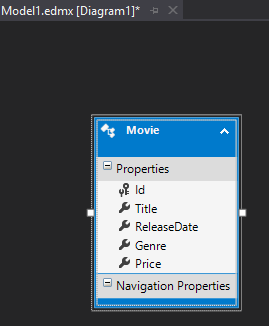 Model1.edmx [Diagram1]*
Movie
Properties
Id
Title
ReleaseDate
Genre
Price
Navigation Properties